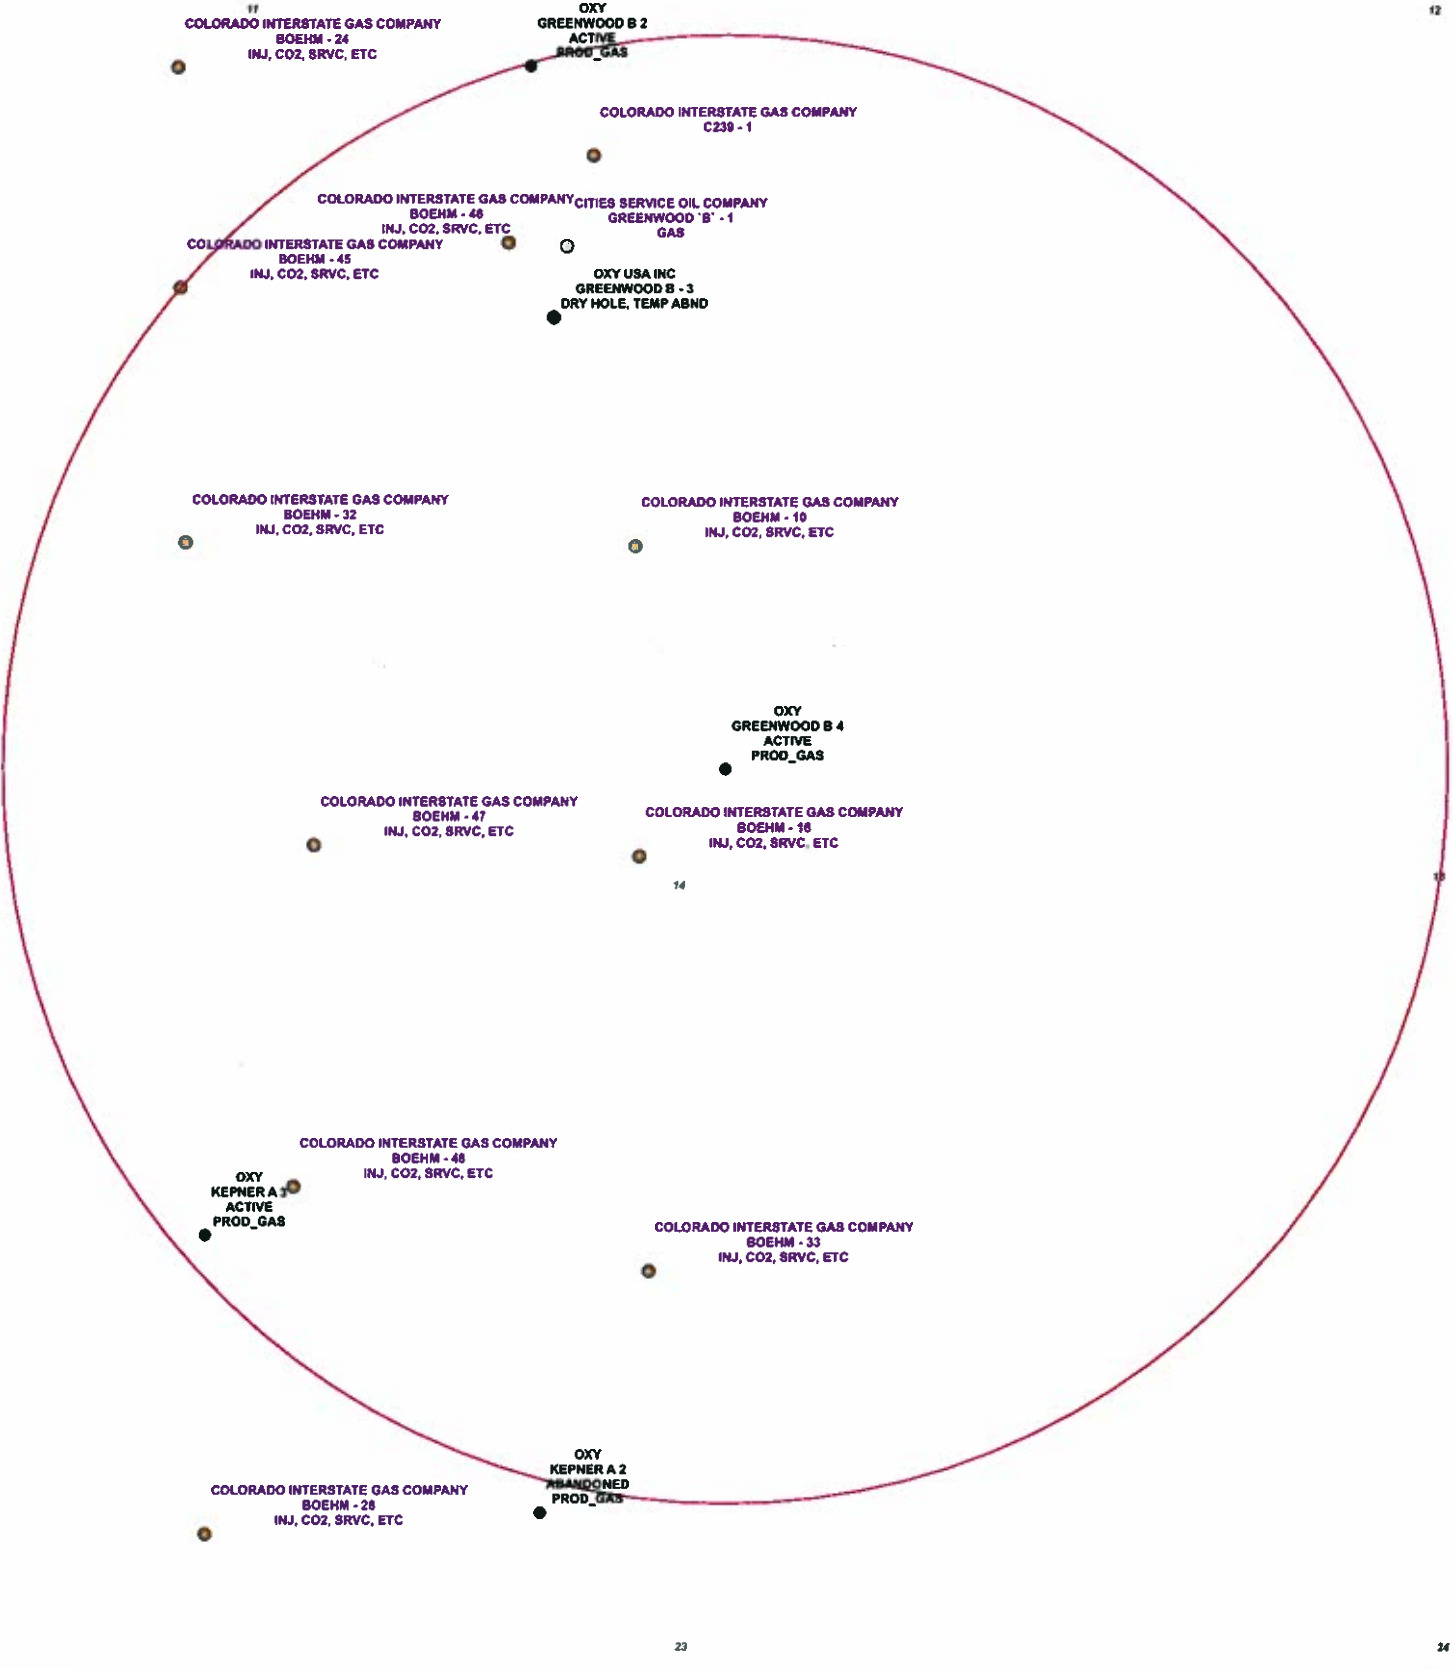 11
12
COLORADO INTERSTATE GAS COMPANY
BOEHM - 24
INJ, CO2, SRVC, ETC
OXY
GREENWOOD B 2
ACTIVE
PROD_GAS
COLORADO INTERSTATE GAS COMPANY
C239 - 1
COLORADO INTERSTATE GAS COMPANY
BOEHM - 46
INJ, CO2, SRVC, ETC
CITIES SERVICE OIL COMPANY
GREENWOOD 'B' - 1
GAS
COLORADO INTERSTATE GAS COMPANY
BOEHM - 45
INJ, CO2, SRVC, ETC
OXY USA INC
GREENWOOD B - 3
DRY HOLE, TEMP ABND
COLORADO INTERSTATE GAS COMPANY
BOEHM - 32
INJ, CO2, SRVC, ETC
COLORADO INTERSTATE GAS COMPANY
BOEHM - 10
INJ, CO2, SRVC, ETC
OXY
GREENWOOD B 4
ACTIVE
PROD_GAS
COLORADO INTERSTATE GAS COMPANY
BOEHM - 47
INJ, CO2, SRVC, ETC
COLORADO INTERSTATE GAS COMPANY
BOEHM - 16
INJ, CO2, SRVC, ETC
14
13
COLORADO INTERSTATE GAS COMPANY
BOEHM -
INJ, CO2, SRVC, ETC
OXY
KEPNER A 3
ACTIVE
PROD_GAS
COLORADO INTERSTATE GAS COMPANY
BOEHM - 33
INJ, CO2, SRVC, ETC
OXY
KEPNER A 2
ABANDONED
PROD_GAS
COLORADO INTERSTATE GAS COMPANY
BOEHM -
INJ, CO2, SRVC, ETC
23
24